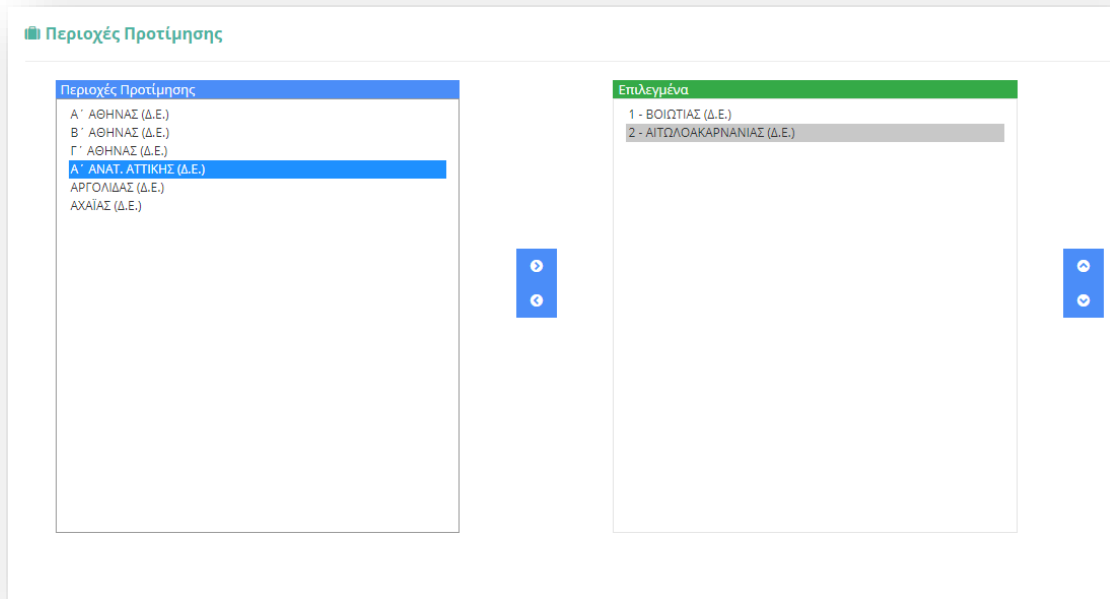 Περιοχές Προτίμησης
Περιοχές Προτίμησης
Α΄ ΑΘΗΝΑΣ (Δ.Ε.)
Β΄ ΑΘΗΝΑΣ (Δ.Ε.)
Γ΄ ΑΘΗΝΑΣ (Δ.Ε.)
Α΄ ΑΝΑΤ. ΑΤΤΙΚΗΣ (Δ.Ε.)
ΑΡΓΟΛΙΔΑΣ (Δ.Ε.)
ΑΧΑΪΑΣ (Δ.Ε.)
Επιλεγμένα
1 - ΒΟΙΩΤΙΑΣ (Δ.Ε.)
2 - ΑΙΤΩΛΟΑΚΑΡΝΑΝΙΑΣ (Δ.Ε.)